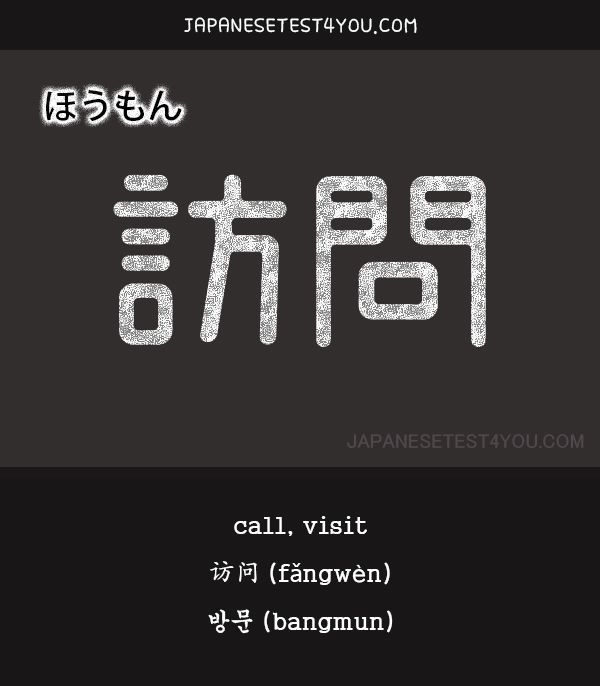 JAPANESETEST4YOU.COM
ほうもん
訪問
JAPANESETEST4YOU.COM
call, visit
访问 (fǎngwèn)
방문 (bangmun)